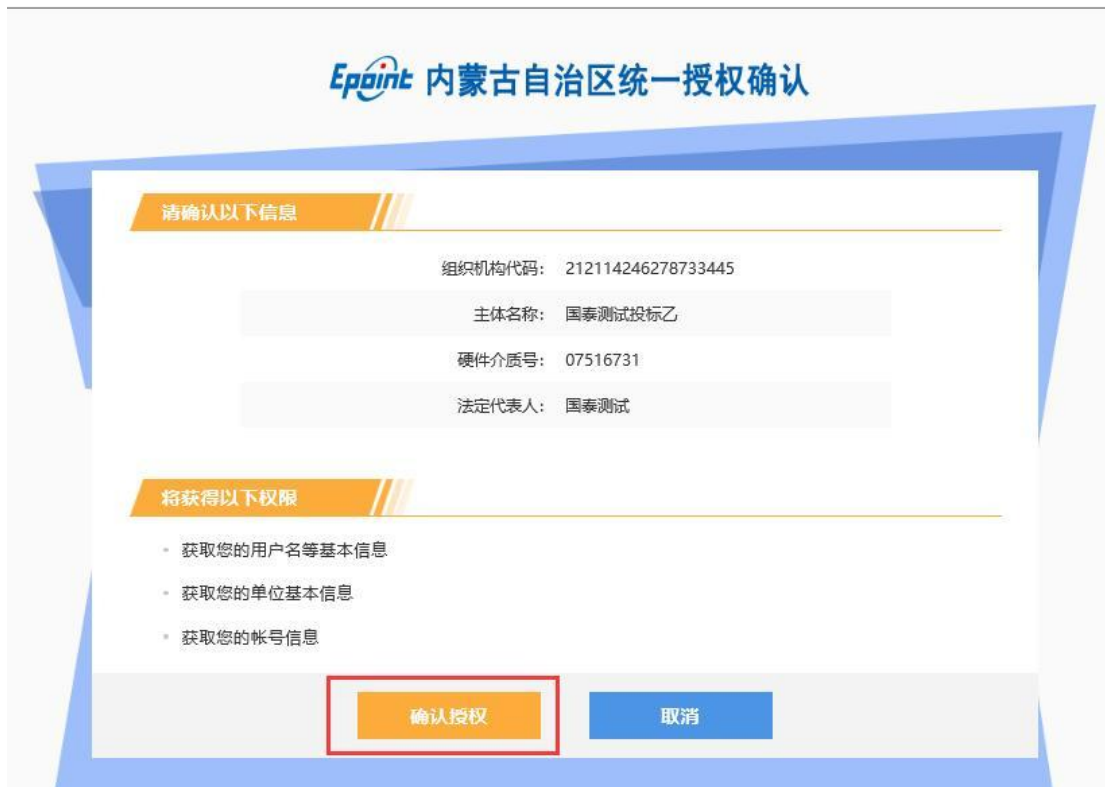 Epoint 内蒙古自治区统一授权确认
请确认以下信息
组织机构代码: 212114246278733445
主体名称: 国泰测试投标乙
硬件介质号: 07516731
法定代表人: 国泰测试
将获得以下权限
获取您的用户名等基本信息
获取您的单位基本信息
获取您的帐号信息
确认授权 取消